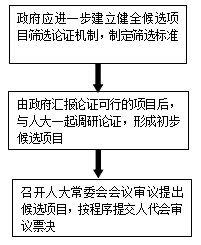 政府应进一步建立健全候选项
目筛选论证机制，制定筛选标准
由政府汇报论证可行的项目后，
与人大一起调研论证，形成初步
候选项目
召开人大常委会会议审议提出
候选项目，按程序提交人代会审
议票决